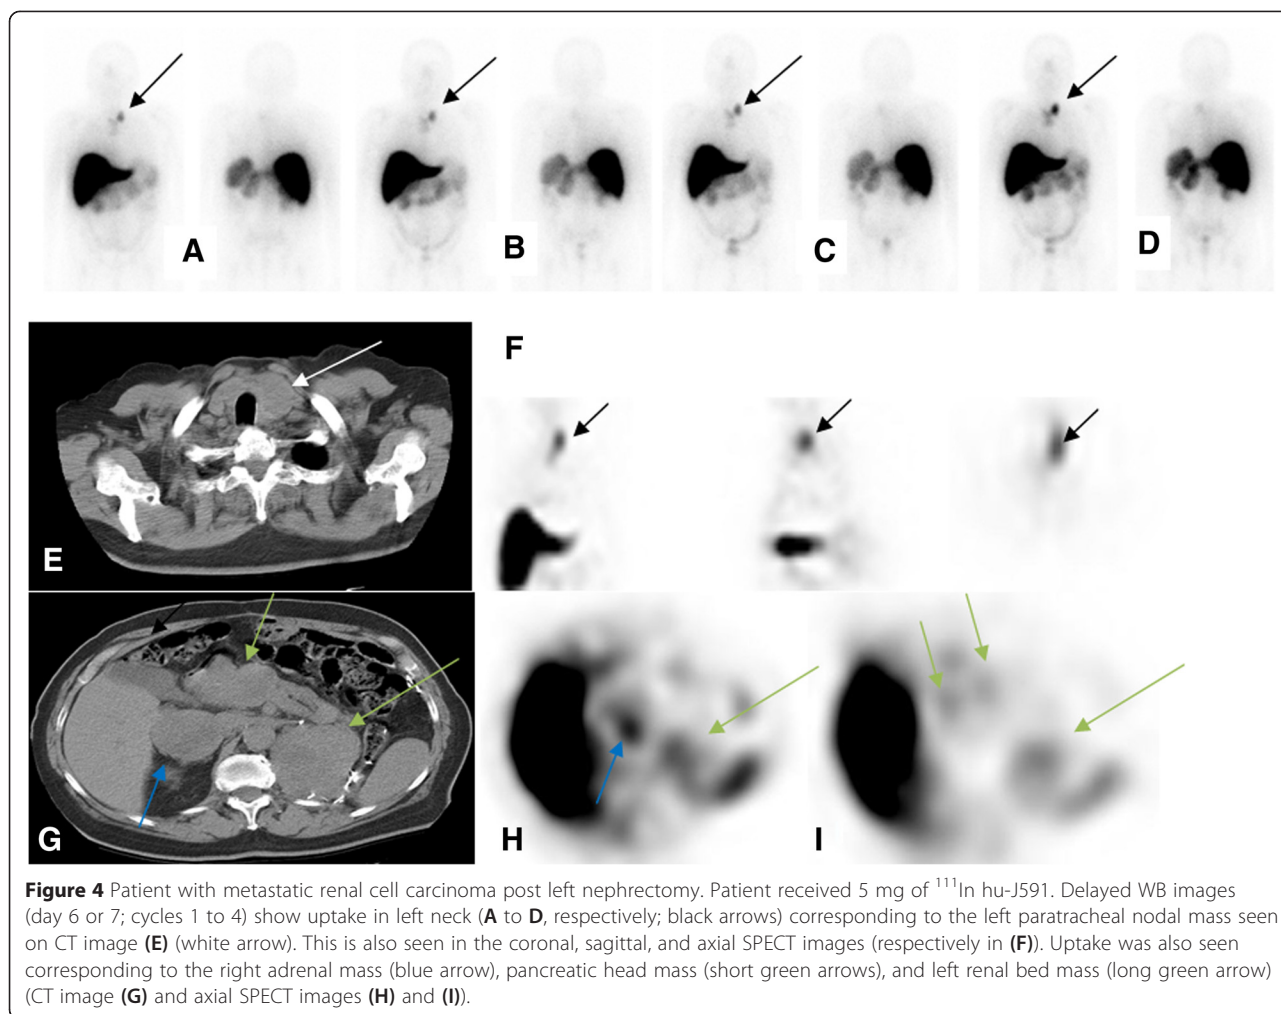 A
B
C
D
E
F
G
H
I
Figure 4 Patient with metastatic renal cell carcinoma post left nephrectomy. Patient received 5 mg of ¹¹¹In hu-J591. Delayed WB images
(day 6 or 7; cycles 1 to 4) show uptake in left neck (A to D, respectively; black arrows) corresponding to the left paratracheal nodal mass seen
on CT image (E) (white arrow). This is also seen in the coronal, sagittal, and axial SPECT images (respectively in (F)). Uptake was also seen
corresponding to the right adrenal mass (blue arrow), pancreatic head mass (short green arrows), and left renal bed mass (long green arrow)
(CT image (G) and axial SPECT images (H) and (I)).